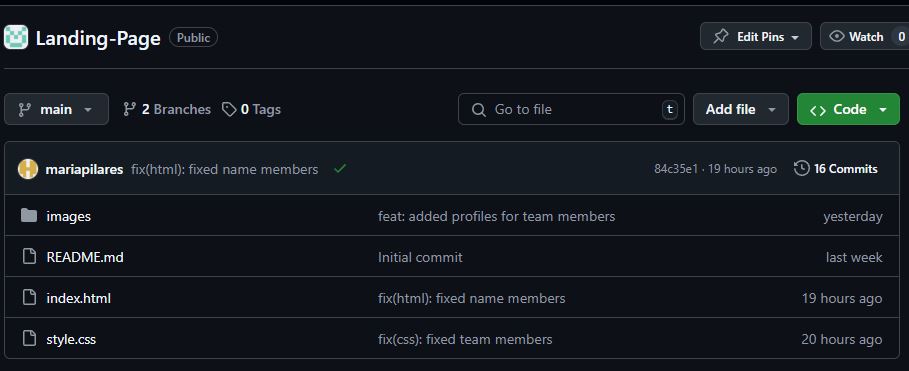 Landing-Page Public Edit Pins Watch 0
main 2 Branches 0 Tags Go to file t Add file Code
mariapilares fix(html): fixed name members 84c35e1 · 19 hours ago 16 Commits
images feat: added profiles for team members yesterday
README.md Initial commit last week
index.html fix(html): fixed name members 19 hours ago
style.css fix(css): fixed team members 20 hours ago